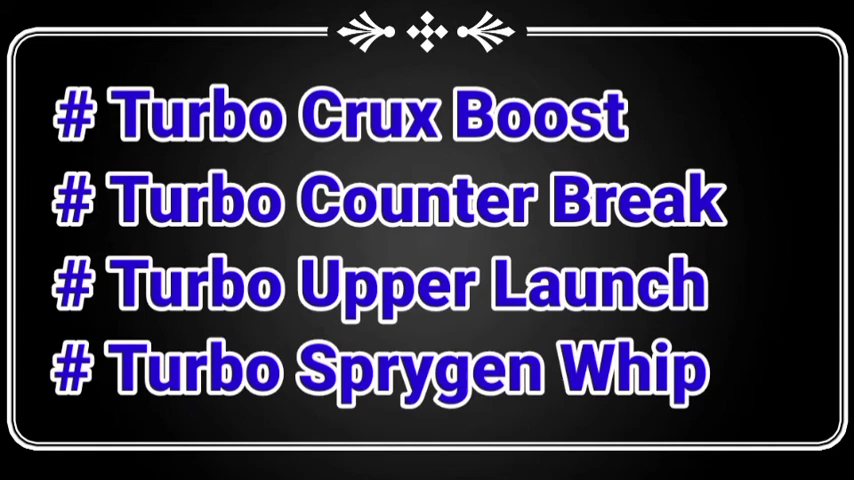 # Turbo Crux Boost
# Turbo Counter Break
# Turbo Upper Launch
# Turbo Sprygen Whip